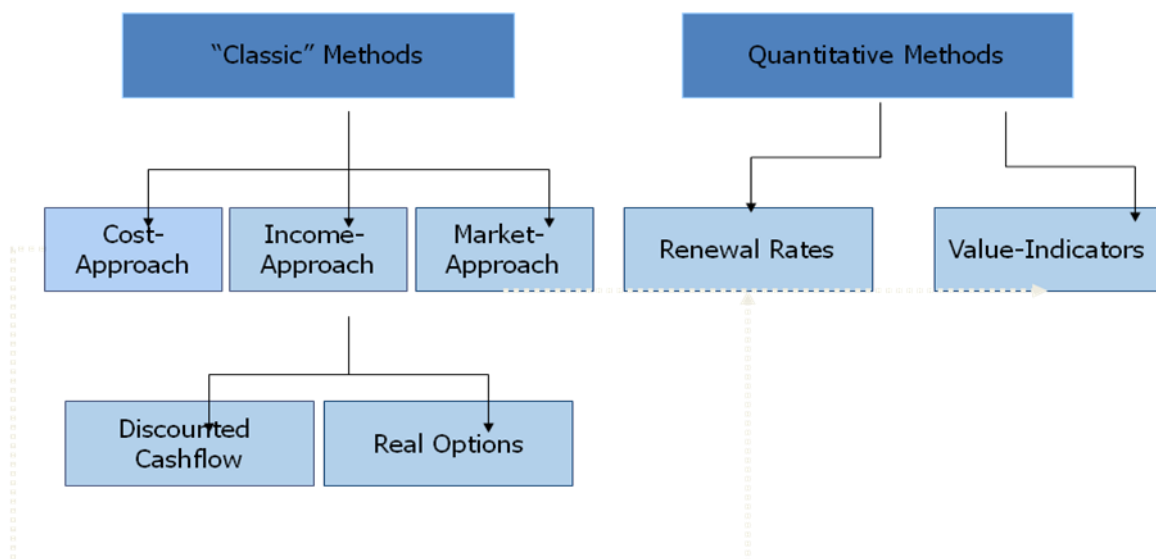 “Classic” Methods
Quantitative Methods
Cost-
Approach
Income-
Approach
Market-
Approach
Renewal Rates
Value-Indicators
Discounted
Cashflow
Real Options